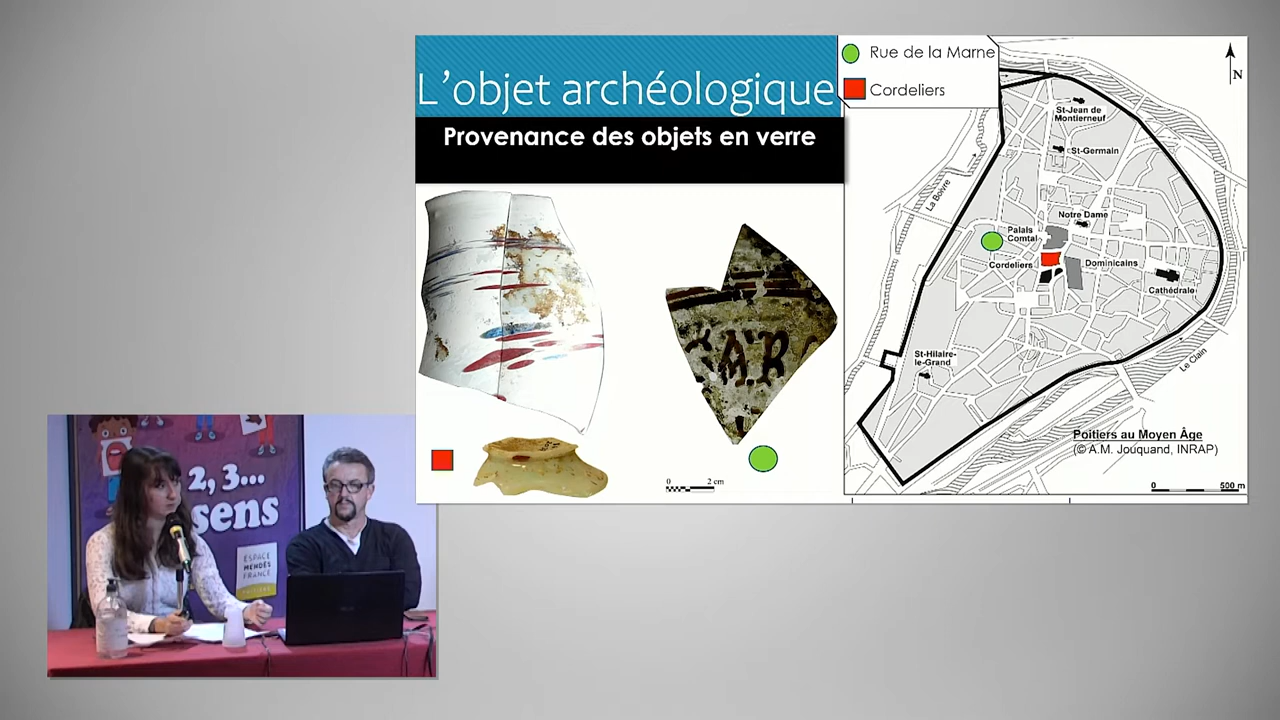 L'objet archéologique
Provenance des objets en verre
0 2 cm
Rue de la Marne
Cordeliers
N
St-Jean de
Montierneuf
St-Germain
La Boivre
Notre Dame
Palais
Comtal
Cordeliers
Dominicains
Cathédrale
St-Hilaire-
le-Grand
Le Clain
Poitiers au Moyen Âge
(© A.M. Jouquand, INRAP)
0 500 m
A.R
2, 3...
sens
ESPACE
MENDÈS
FRANCE